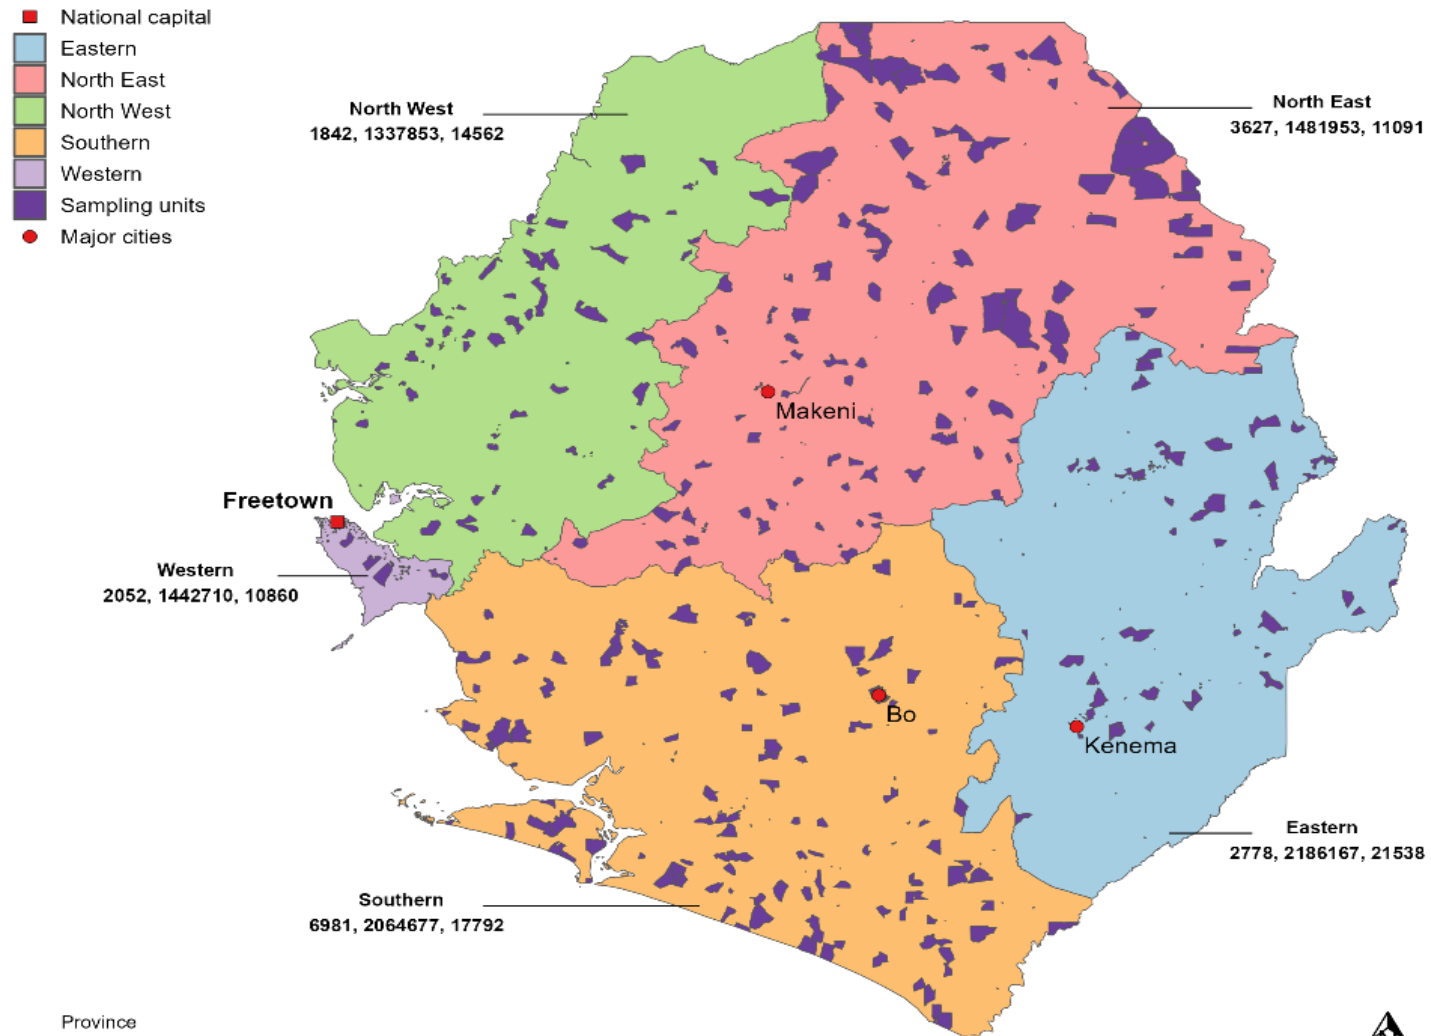 National capital
Eastern
North East
North West
Southern
Western
Sampling units
Major cities
North West
1842, 1337853, 14562
North East
3627, 1481953, 11091
Makeni
Freetown
Western
2052, 1442710, 10860
Bo
Kenema
Eastern
2778, 2186167, 21538
Southern
6981, 2064677, 17792
Province